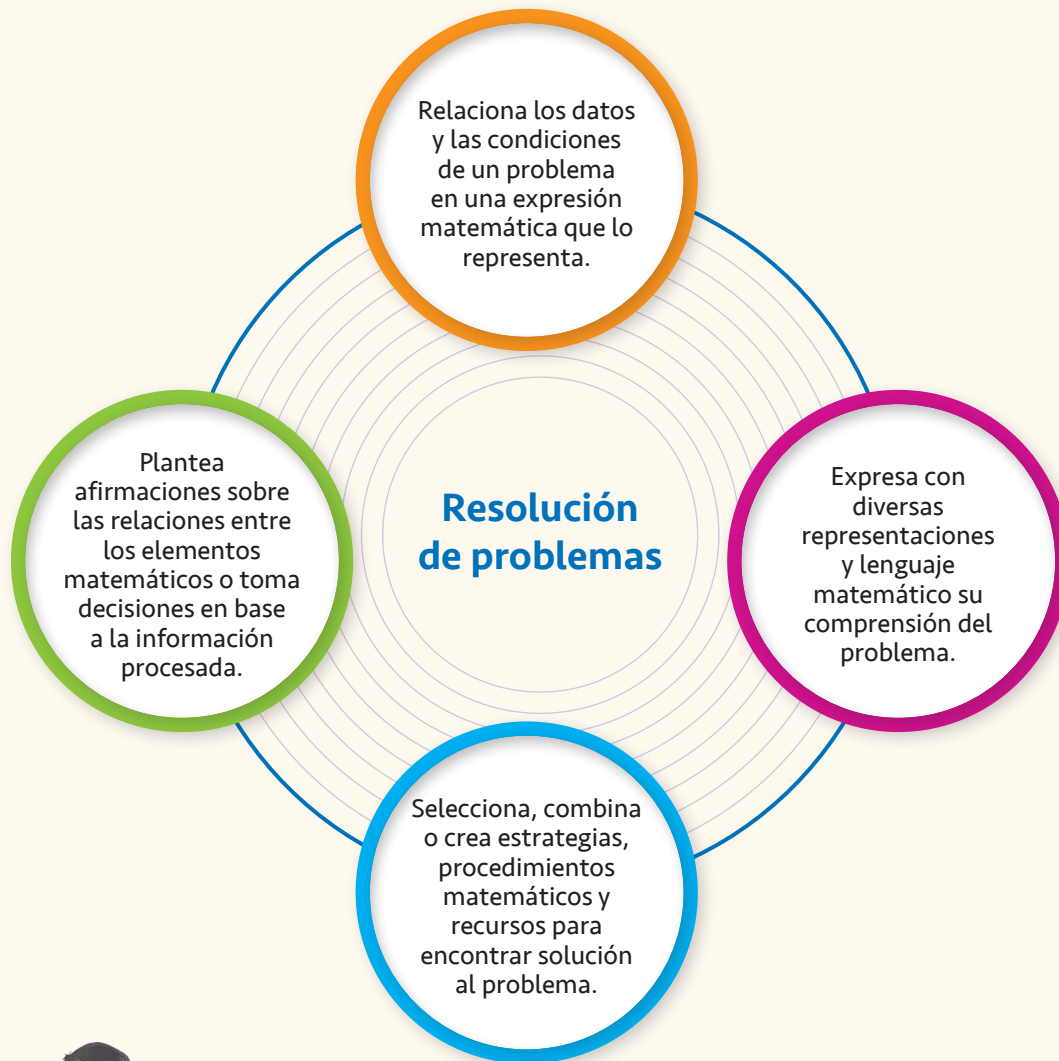 Relaciona los datos
y las condiciones
de un problema
en una expresión
matemática que lo
representa.
Plantea
afirmaciones sobre
las relaciones entre
los elementos
matemáticos o toma
decisiones en base
a la información
procesada.
Resolución
de problemas
Expresa con
diversas
representaciones
y lenguaje
matemático su
comprensión del
problema.
Selecciona, combina
o crea estrategias,
procedimientos
matemáticos y
recursos para
encontrar solución
al problema.